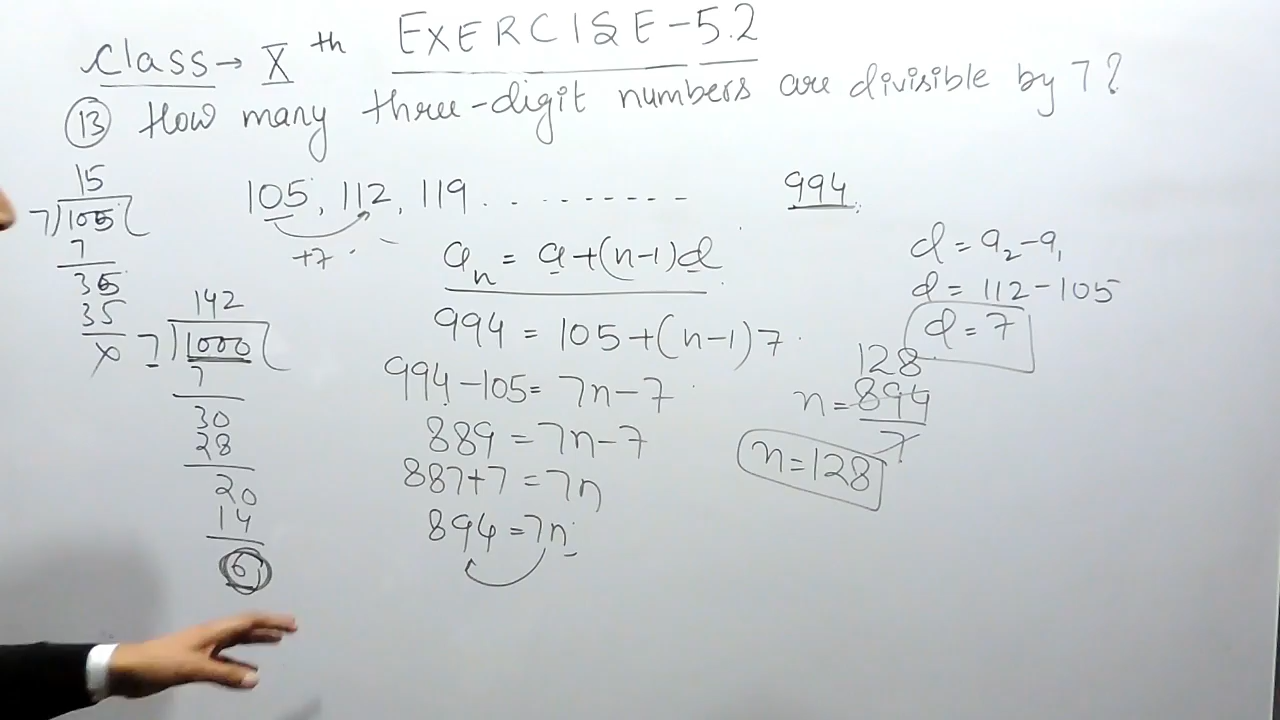 Class → Xth EXERCISE-5.2
13 How many three-digit numbers are divisible by 7?
15
7)105(
7
35
35
x
142
7)1000(
7
30
28
20
14
6
105, 112, 119 . . . . . . . . . . 994
+7
an = a+(n-1)d
994 = 105+(n-1)7
994-105= 7n-7
889 = 7n-7
887+7 = 7n
894 = 7n
d = a2-a1
d = 112-105
d = 7
128
n = 894
7
n=128